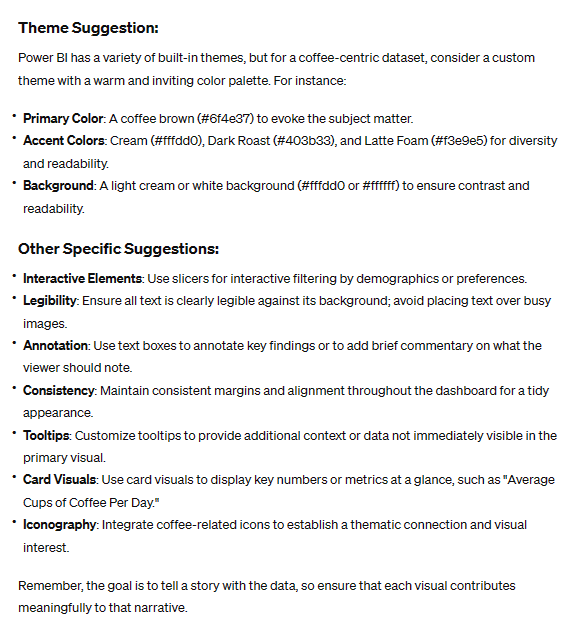 Theme Suggestion:
Power BI has a variety of built-in themes, but for a coffee-centric dataset, consider a custom
theme with a warm and inviting color palette. For instance:
• Primary Color: A coffee brown (#6f4e37) to evoke the subject matter.
• Accent Colors: Cream (#fffdd0), Dark Roast (#403b33), and Latte Foam (#f3e9e5) for diversity
and readability.
• Background: A light cream or white background (#fffdd0 or #ffffff) to ensure contrast and
readability.
Other Specific Suggestions:
• Interactive Elements: Use slicers for interactive filtering by demographics or preferences.
• Legibility: Ensure all text is clearly legible against its background; avoid placing text over busy
images.
• Annotation: Use text boxes to annotate key findings or to add brief commentary on what the
viewer should note.
• Consistency: Maintain consistent margins and alignment throughout the dashboard for a tidy
appearance.
• Tooltips: Customize tooltips to provide additional context or data not immediately visible in the
primary visual.
• Card Visuals: Use card visuals to display key numbers or metrics at a glance, such as "Average
Cups of Coffee Per Day."
• Iconography: Integrate coffee-related icons to establish a thematic connection and visual
interest.
Remember, the goal is to tell a story with the data, so ensure that each visual contributes
meaningfully to that narrative.